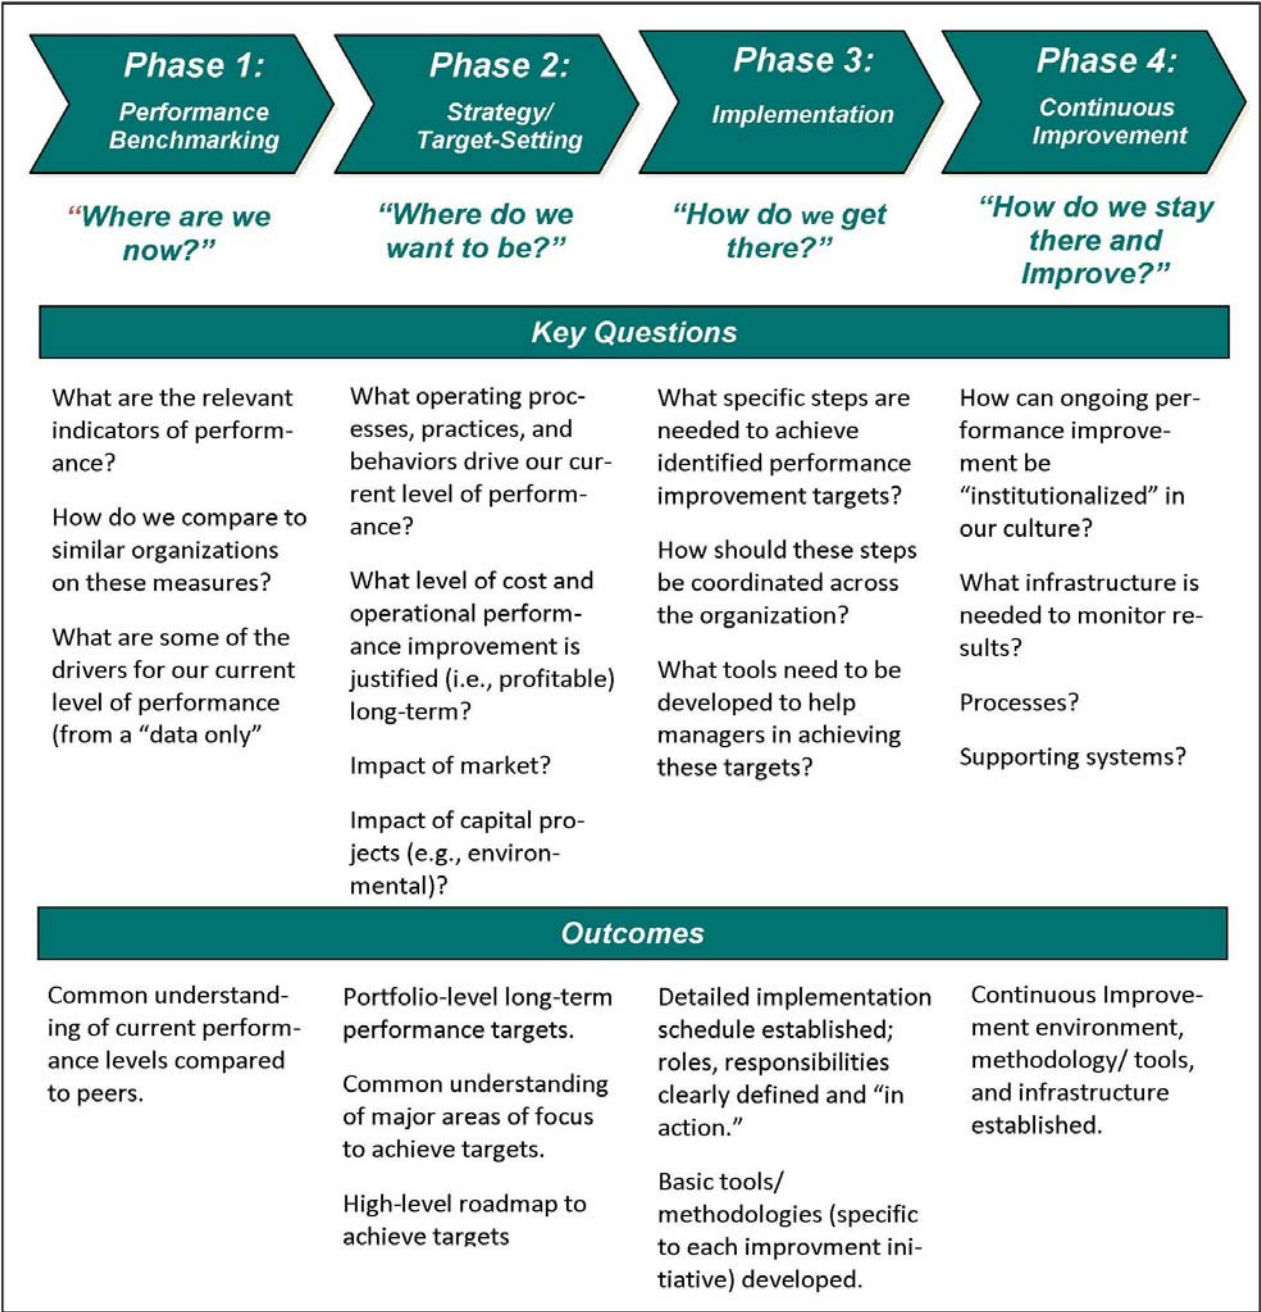 Phase 1:
Performance
Benchmarking
Phase 2:
Strategy/
Target-Setting
Phase 3:
Implementation
Phase 4:
Continuous
Improvement
“Where are we
now?”
“Where do we
want to be?”
“How do we get
there?”
“How do we stay
there and
Improve?”
Key Questions
What are the relevant
indicators of perform-
ance?
How do we compare to
similar organizations
on these measures?
What are some of the
drivers for our current
level of performance
(from a “data only”
What operating proc-
esses, practices, and
behaviors drive our cur-
rent level of perform-
ance?
What level of cost and
operational perform-
ance improvement is
justified (i.e., profitable)
long-term?
Impact of market?
Impact of capital pro-
jects (e.g., environ-
mental)?
What specific steps are
needed to achieve
identified performance
improvement targets?
How should these steps
be coordinated across
the organization?
What tools need to be
developed to help
managers in achieving
these targets?
How can ongoing per-
formance improve-
ment be
“institutionalized” in
our culture?
What infrastructure is
needed to monitor re-
sults?
Processes?
Supporting systems?
Outcomes
Common understand-
ing of current perform-
ance levels compared
to peers.
Portfolio-level long-term
performance targets.
Common understanding
of major areas of focus
to achieve targets.
High-level roadmap to
achieve targets
Detailed implementation
schedule established;
roles, responsibilities
clearly defined and “in
action.”
Basic tools/
methodologies (specific
to each improvment ini-
tiative) developed.
Continuous Improve-
ment environment,
methodology/ tools,
and infrastructure
established.